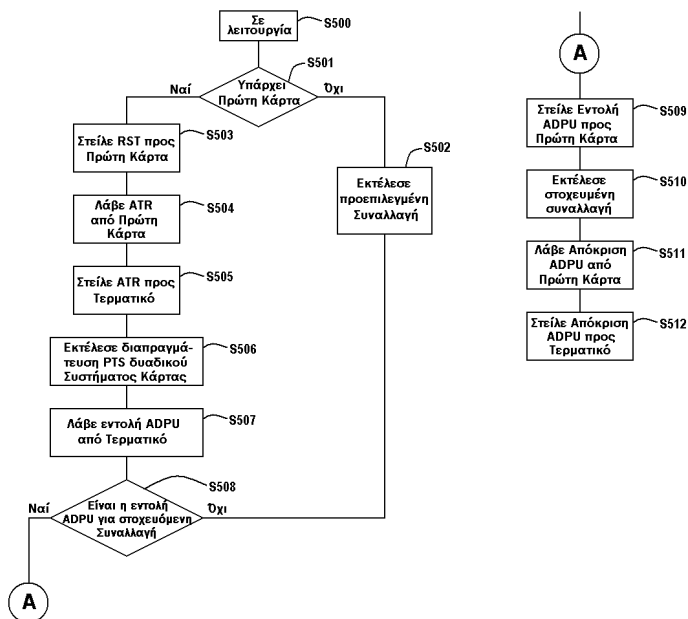 Σε
λειτουργία
S500
Υπάρχει
Πρώτη Κάρτα
S501
Ναί
Όχι
Στείλε RST προς
Πρώτη Κάρτα
S503
Εκτέλεσε
προεπιλεγμένη
Συναλλαγή
S502
Λάβε ATR
από Πρώτη
Κάρτα
S504
Στείλε ATR προς
Τερματικό
S505
Εκτέλεσε διαπραγμά-
τευση PTS δυαδικού
Συστήματος Κάρτας
S506
Λάβε εντολή ADPU
από Τερματικό
S507
Είναι η εντολή
ADPU για στοχευόμενη
Συναλλαγή
S508
Ναί
Όχι
A
A
Στείλε Εντολή
ADPU προς
Πρώτη Κάρτα
S509
Εκτέλεσε
στοχευμένη
συναλλαγή
S510
Λάβε Απόκριση
ADPU από
Πρώτη Κάρτα
S511
Στείλε Απόκριση
ADPU προς
Τερματικό
S512